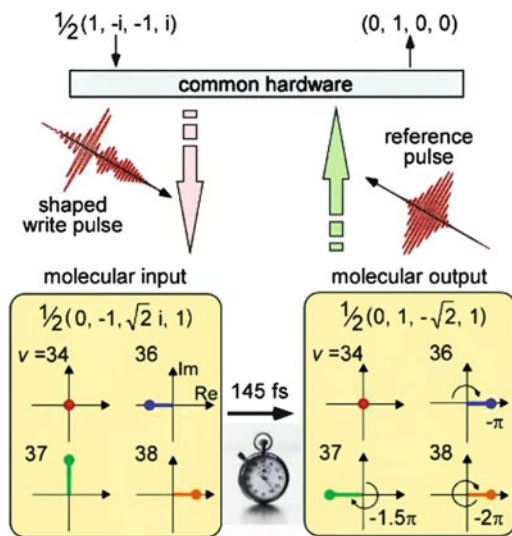 ½(1, -i, -1, i)
(0, 1, 0, 0)
common hardware
shaped
write pulse
reference
pulse
molecular input
molecular output
½(0, -1, √2 i, 1)
½(0, 1, -√2, 1)
v =34
36
Im
Re
37
38
145 fs
v =34
36
-π
37
-1.5π
38
-2π